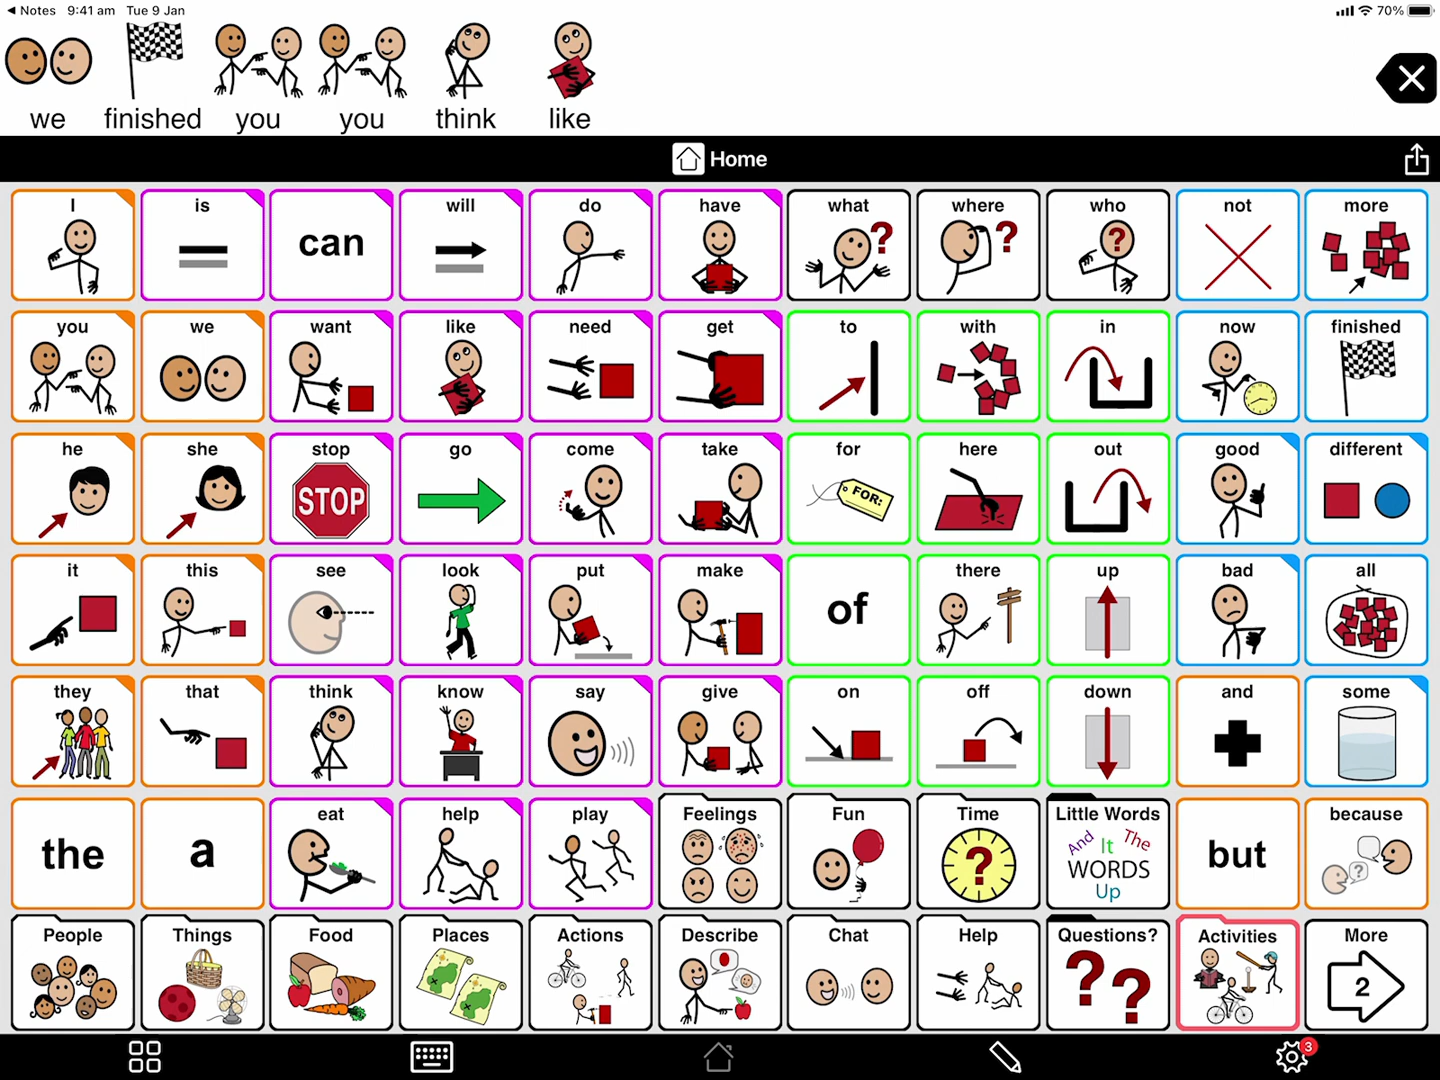 ◀ Notes 9:41 am Tue 9 Jan 70%
we finished you you think like
Home
I is can will do have what where who not more
you we want like need get to with in now finished
he she stop go come take for here out good different
STOP FOR:
it this see look put make of there up bad all
they that think know say give on off down and some
the a eat help play Feelings Fun Time Little Words but because
And It The
WORDS
Up
People Things Food Places Actions Describe Chat Help Questions? Activities More
2
3